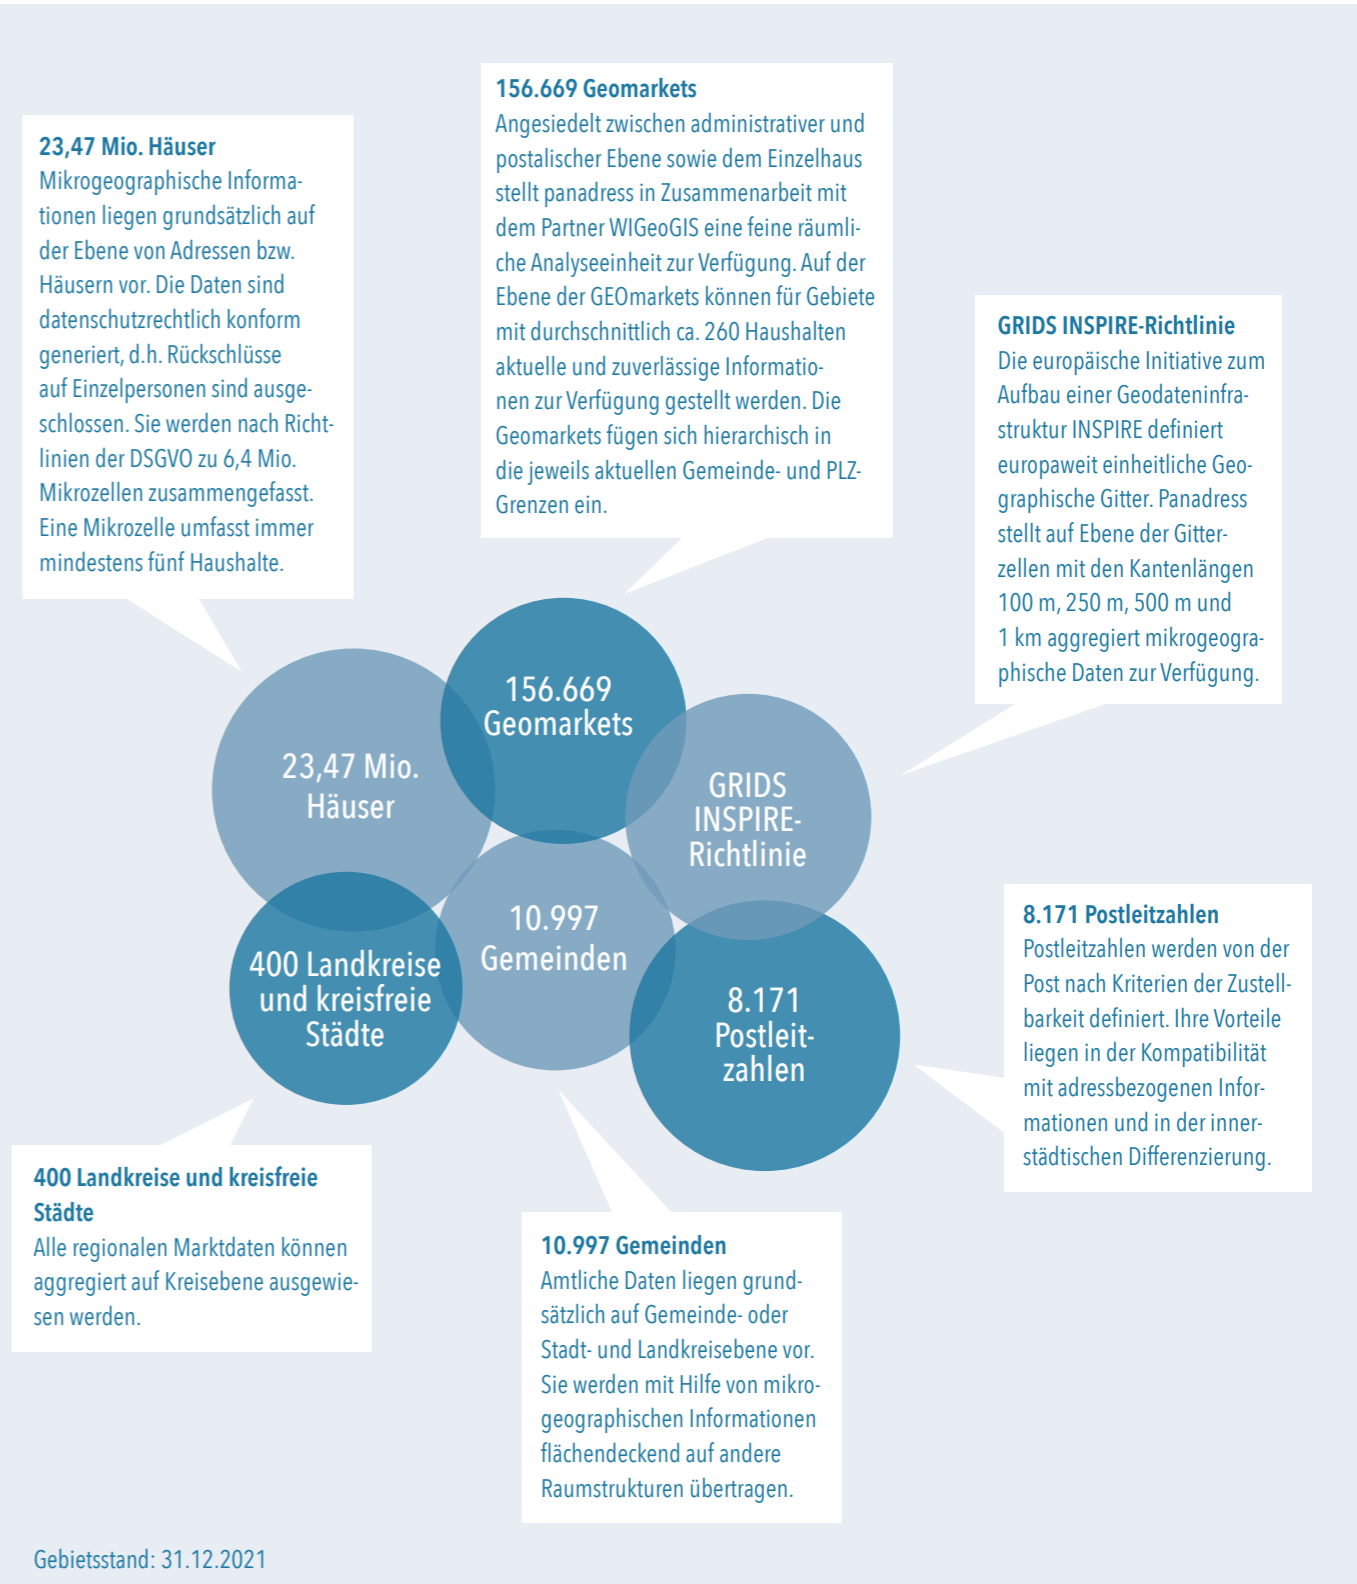 156.669 Geomarkets
Angesiedelt zwischen administrativer und
postalischer Ebene sowie dem Einzelhaus
stellt panadress in Zusammenarbeit mit
dem Partner WIGeoGIS eine feine räumli-
che Analyseeinheit zur Verfügung. Auf der
Ebene der GEOmarkets können für Gebiete
mit durchschnittlich ca. 260 Haushalten
aktuelle und zuverlässige Informatio-
nen zur Verfügung gestellt werden. Die
Geomarkets fügen sich hierarchisch in
die jeweils aktuellen Gemeinde- und PLZ-
Grenzen ein.
23,47 Mio. Häuser
Mikrogeographische Informa-
tionen liegen grundsätzlich auf
der Ebene von Adressen bzw.
Häusern vor. Die Daten sind
datenschutzrechtlich konform
generiert, d.h. Rückschlüsse
auf Einzelpersonen sind ausge-
schlossen. Sie werden nach Richt-
linien der DSGVO zu 6,4 Mio.
Mikrozellen zusammengefasst.
Eine Mikrozelle umfasst immer
mindestens fünf Haushalte.
GRIDS INSPIRE-Richtlinie
Die europäische Initiative zum
Aufbau einer Geodateninfra-
struktur INSPIRE definiert
europaweit einheitliche Geo-
graphische Gitter. Panadress
stellt auf Ebene der Gitter-
zellen mit den Kantenlängen
100 m, 250 m, 500 m und
1 km aggregiert mikrogeogra-
phische Daten zur Verfügung.
156.669
Geomarkets
23,47 Mio.
Häuser
GRIDS
INSPIRE-
Richtlinie
10.997
Gemeinden
400 Landkreise
und kreisfreie
Städte
8.171
Postleit-
zahlen
8.171 Postleitzahlen
Postleitzahlen werden von der
Post nach Kriterien der Zustell-
barkeit definiert. Ihre Vorteile
liegen in der Kompatibilität
mit adressbezogenen Infor-
mationen und in der inner-
städtischen Differenzierung.
400 Landkreise und kreisfreie
Städte
Alle regionalen Marktdaten können
aggregiert auf Kreisebene ausgewie-
sen werden.
10.997 Gemeinden
Amtliche Daten liegen grund-
sätzlich auf Gemeinde- oder
Stadt- und Landkreisebene vor.
Sie werden mit Hilfe von mikro-
geographischen Informationen
flächendeckend auf andere
Raumstrukturen übertragen.
Gebietsstand: 31.12.2021